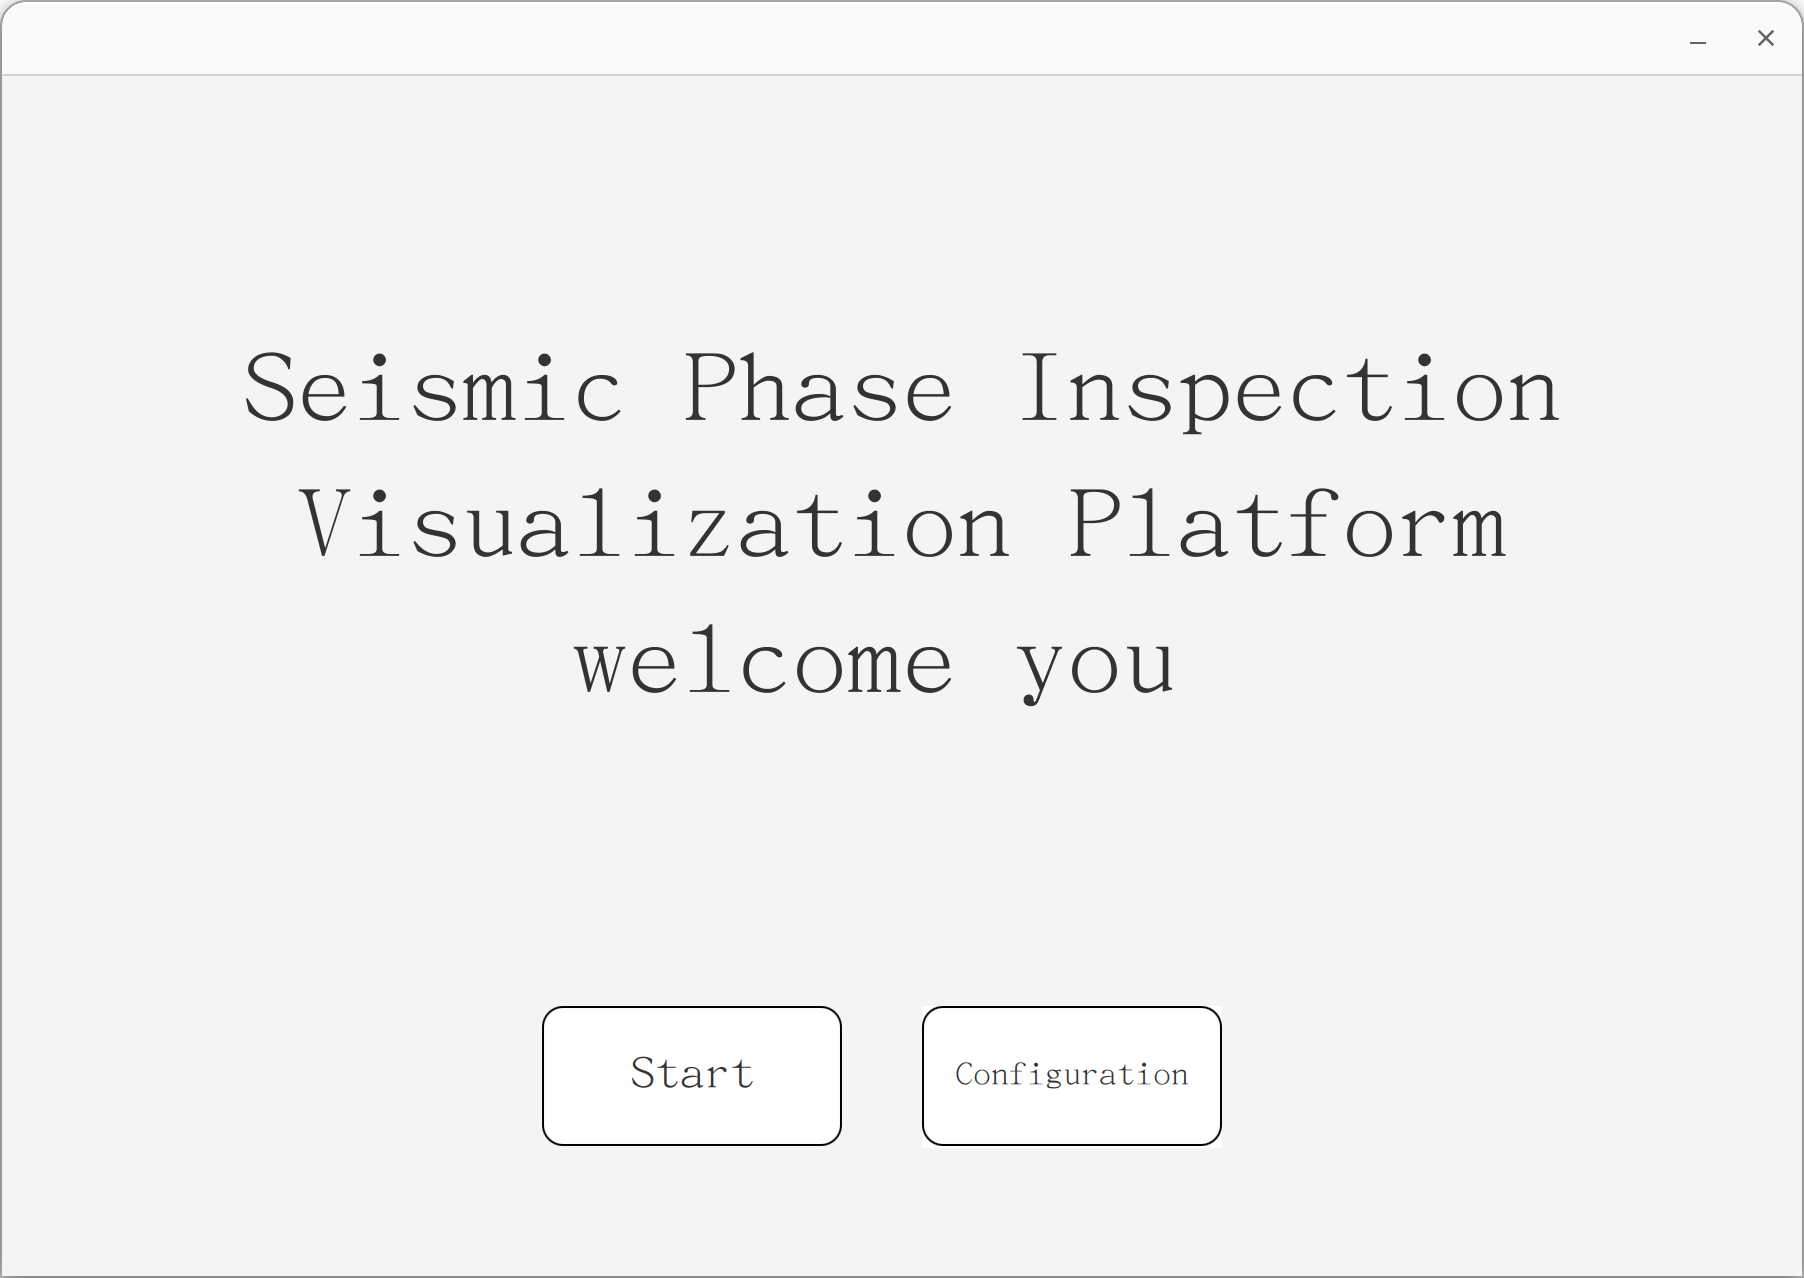 Seismic Phase Inspection
Visualization Platform
welcome you
Start
Configuration